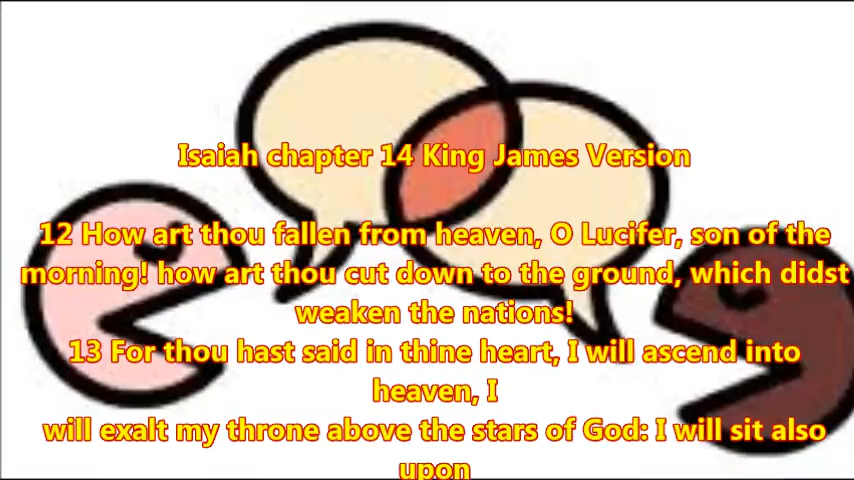 Isaiah chapter 14 King James Version
12 How art thou fallen from heaven, O Lucifer, son of the
morning! how art thou cut down to the ground, which didst
weaken the nations!
13 For thou hast said in thine heart, I will ascend into
heaven, I
will exalt my throne above the stars of God: I will sit also
upon